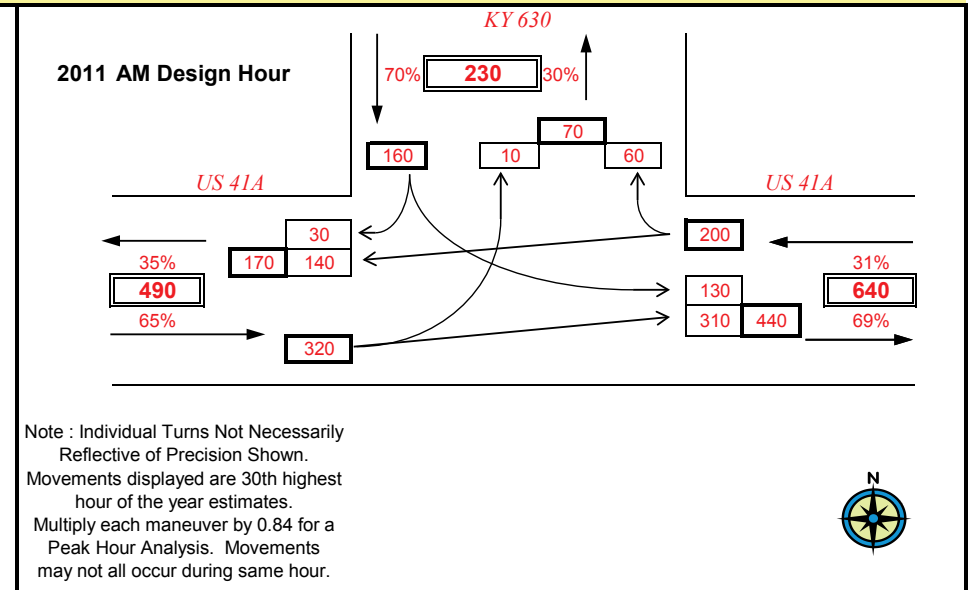 KY 630
2011 AM Design Hour
70% 230 30%
70
160 10 60
US 41A US 41A
30 200
35% 170 140 31%
490 130 640
65% 310 440 69%
320
Note : Individual Turns Not Necessarily
Reflective of Precision Shown.
Movements displayed are 30th highest
hour of the year estimates.
Multiply each maneuver by 0.84 for a
Peak Hour Analysis. Movements
may not all occur during same hour.
N